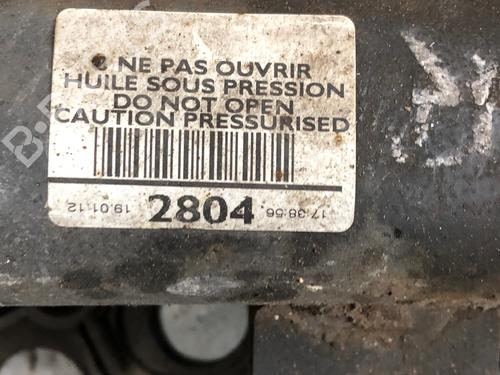 NE PAS OUVRIR
HUILE SOUS PRESSION
DO NOT OPEN
CAUTION PRESSURISED
19.01.12 2804 17:38:56